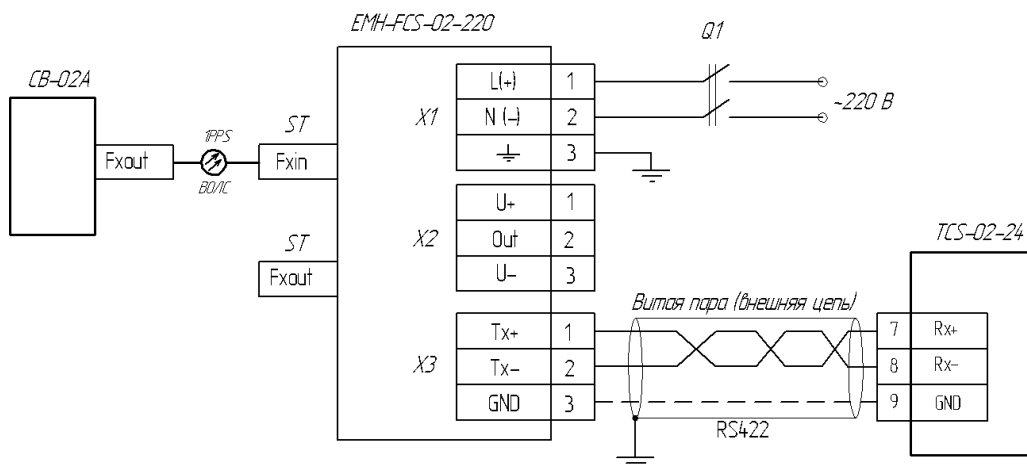 EMH-FCS-02-220
Q1
СВ-02А
L(+)
1
X1
N (-)
2
~220 В
3
1PPS
ST
Fxout
Fxin
ВОЛС
U+
1
X2
Out
2
U-
3
ST
Fxout
TCS-02-24
Витая пара (внешняя цепь)
Tx+
1
7
Rx+
X3
Tx-
2
8
Rx-
GND
3
9
GND
RS422